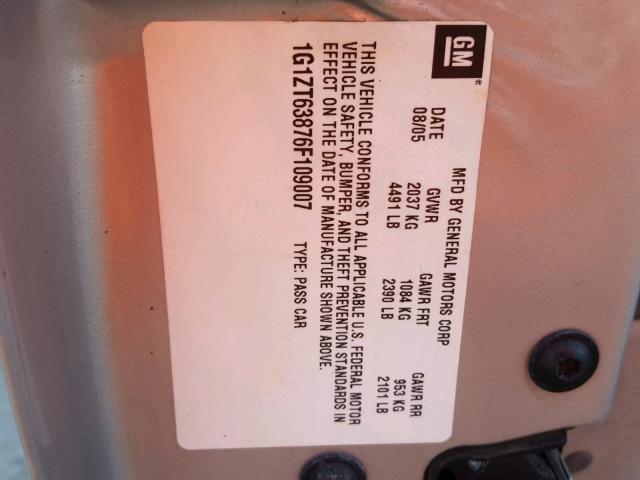 GM
MFD BY GENERAL MOTORS CORP
DATE GVWR GAWR FRT GAWR RR
08/05 2037 KG 1084 KG 953 KG
4491 LB 2390 LB 2101 LB
THIS VEHICLE CONFORMS TO ALL APPLICABLE U.S. FEDERAL MOTOR
VEHICLE SAFETY, BUMPER, AND THEFT PREVENTION STANDARDS IN
EFFECT ON THE DATE OF MANUFACTURE SHOWN ABOVE.
1G1ZT63876F109007 TYPE: PASS CAR